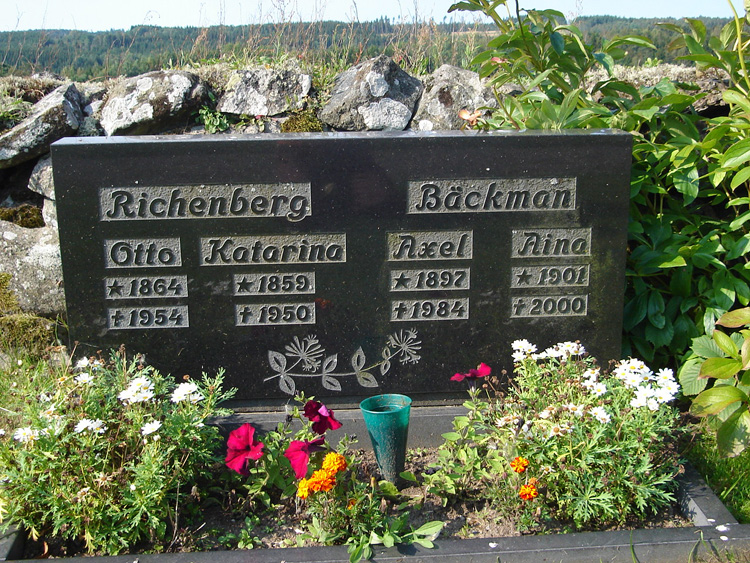 Richenberg Bäckman
Otto Katarina Axel Aina
★1864 ★1859 ★1897 ★1901
✝1954 ✝1950 ✝1984 ✝2000